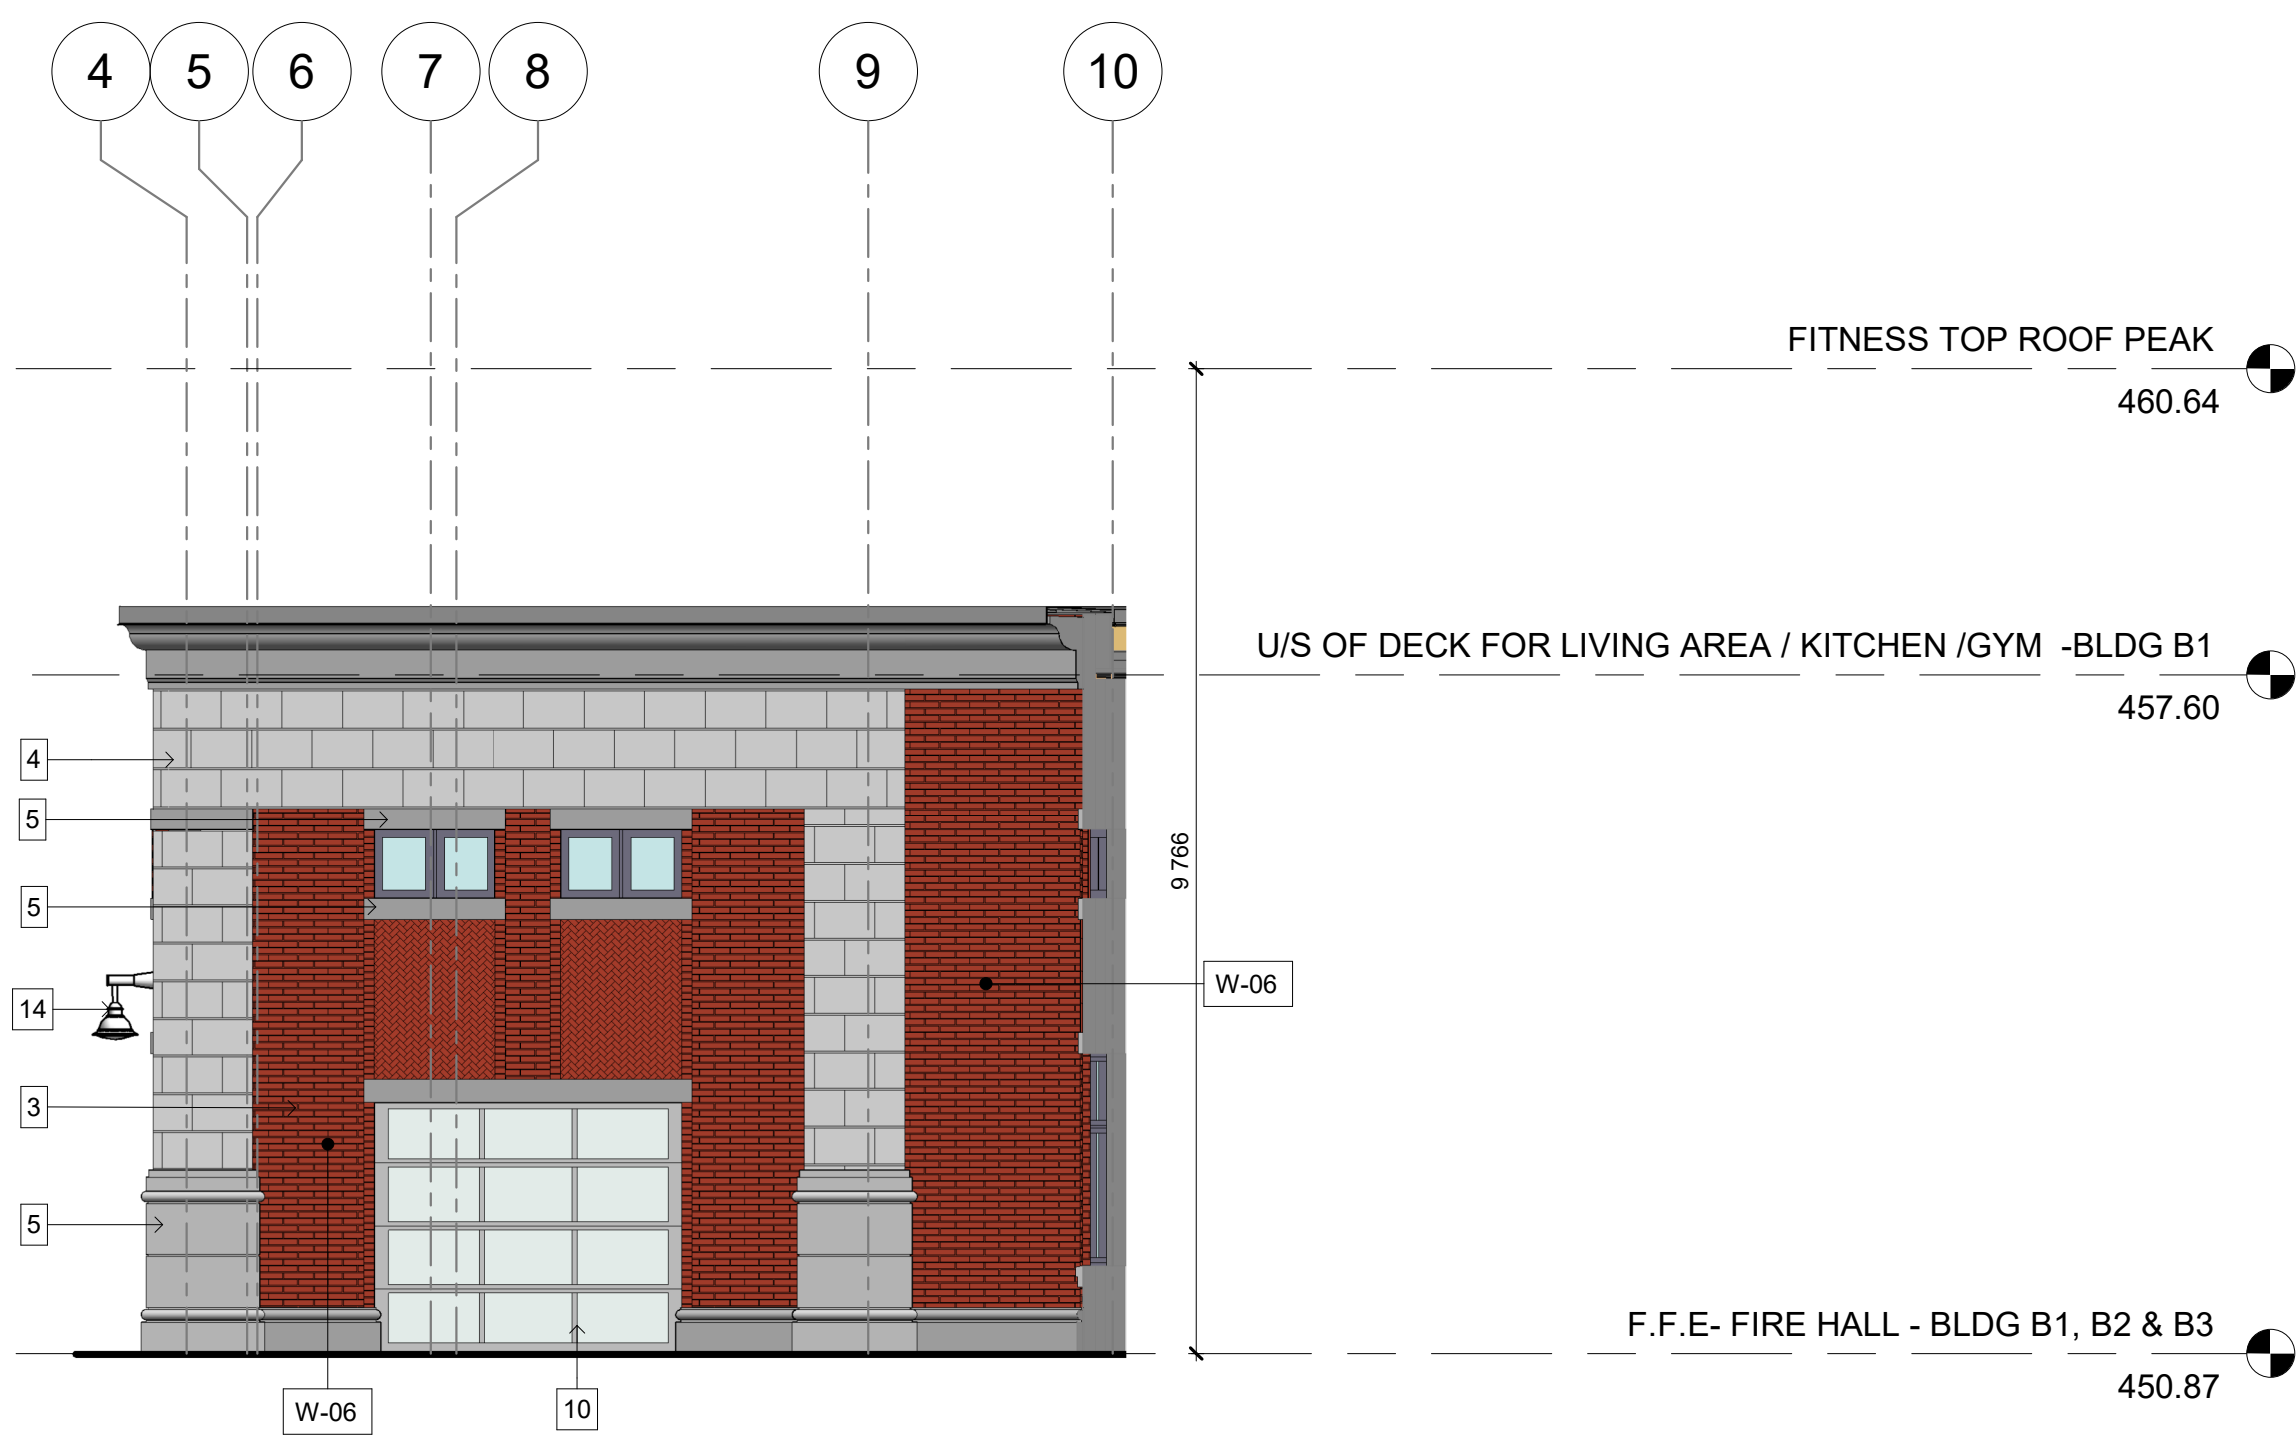 4 5 6 7 8 9 10
FITNESS TOP ROOF PEAK
460.64
U/S OF DECK FOR LIVING AREA / KITCHEN /GYM -BLDG B1
457.60
4
5
9 766
5
W-06
14
3
5
F.F.E- FIRE HALL - BLDG B1, B2 & B3
450.87
W-06
10